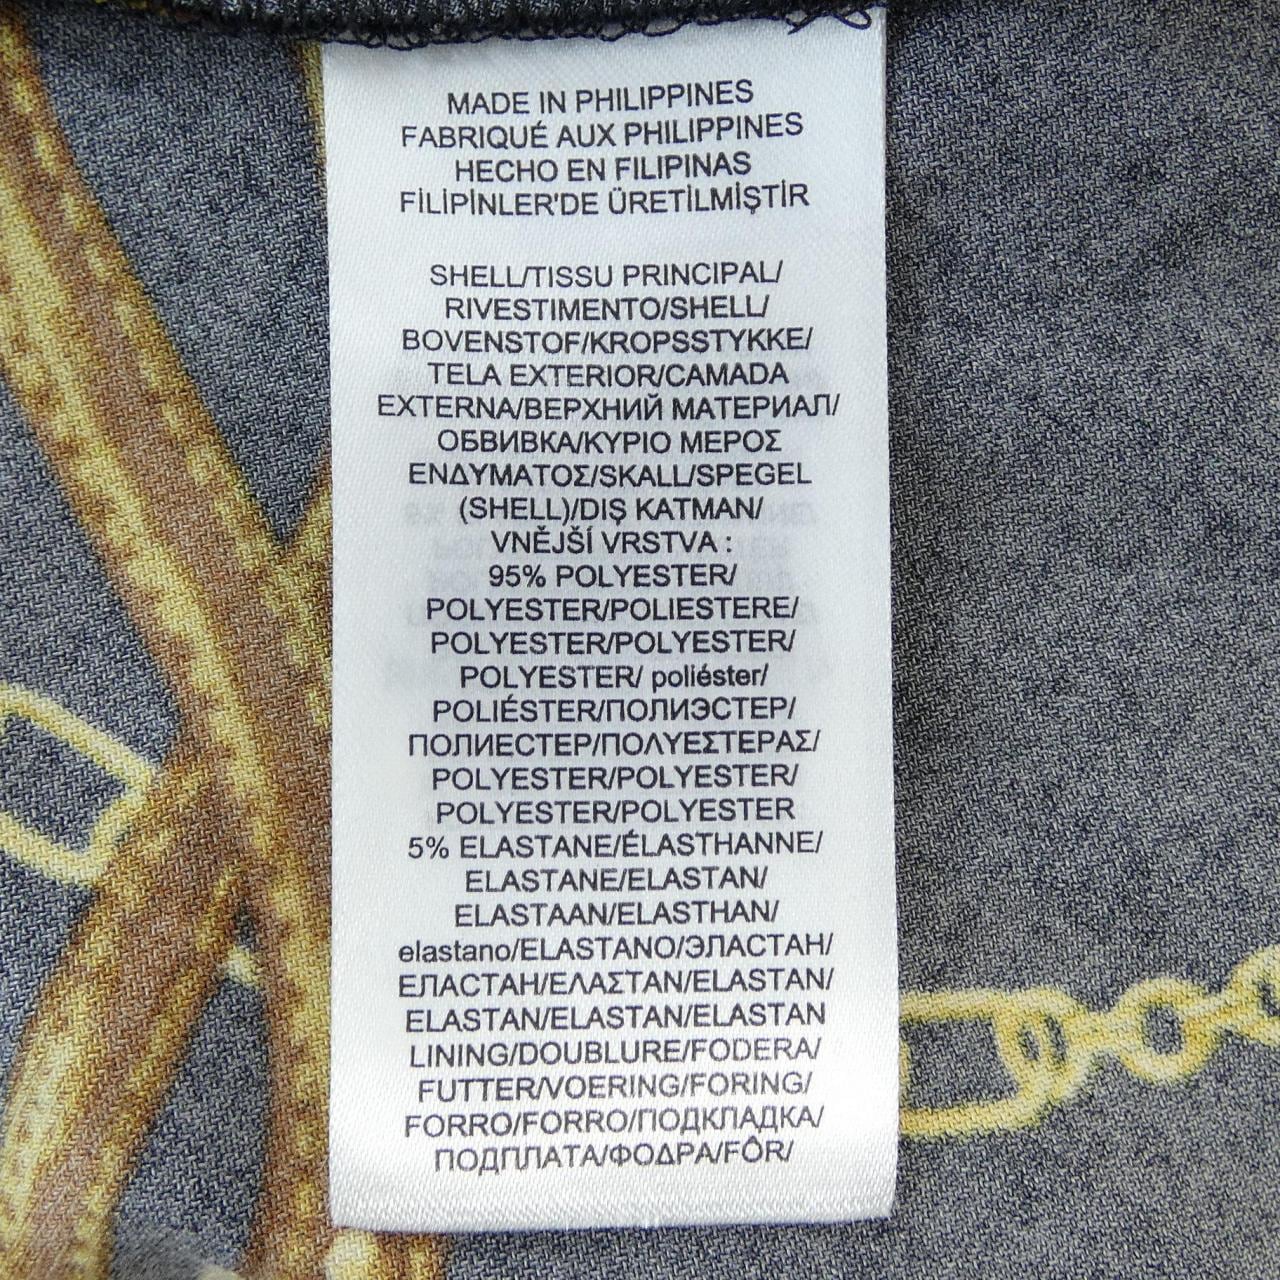 MADE IN PHILIPPINES
FABRIQUÉ AUX PHILIPPINES
HECHO EN FILIPINAS
FİLİPİNLER'DE ÜRETİLMİŞTİR
SHELL/TISSU PRINCIPAL/
RIVESTIMENTO/SHELL/
BOVENSTOF/KROPSSTYKKE/
TELA EXTERIOR/CAMADA
EXTERNA/ВЕРХНИЙ МАТЕРИАЛ/
ОБВИВКА/ΚΥΡΙΟ ΜΕΡΟΣ
ΕΝΔΥΜΑΤΟΣ/SKALL/SPEGEL
(SHELL)/DIŞ KATMAN/
VNĚJŠÍ VRSTVA :
95% POLYESTER/
POLYESTER/POLIESTERE/
POLYESTER/POLYESTER/
POLYESTER/ poliéster/
POLIÉSTER/ПОЛИЭСТЕР/
ПОЛИЕСТЕР/ΠΟΛΥΕΣΤΕΡΑΣ/
POLYESTER/POLYESTER/
POLYESTER/POLYESTER
5% ELASTANE/ÉLASTHANNE/
ELASTANE/ELASTAN/
ELASTAAN/ELASTHAN/
elastano/ELASTANO/ЭЛАСТАН/
ЕЛАСТАН/ΕΛΑΣΤΑΝ/ELASTAN/
ELASTAN/ELASTAN/ELASTAN
LINING/DOUBLURE/FODERA/
FUTTER/VOERING/FORING/
FORRO/FORRO/ПОДКЛАДКА/
ПОДПЛАТА/ΦΟΔΡΑ/FÔR/